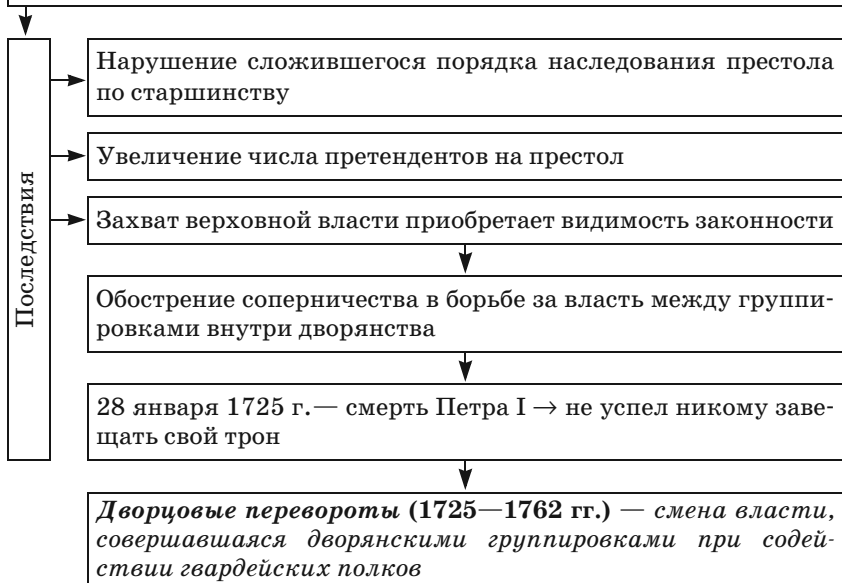 Последствия
Нарушение сложившегося порядка наследования престола
по старшинству
Увеличение числа претендентов на престол
Захват верховной власти приобретает видимость законности
Обострение соперничества в борьбе за власть между группи-
ровками внутри дворянства
28 января 1725 г.— смерть Петра I → не успел никому заве-
щать свой трон
Дворцовые перевороты (1725—1762 гг.) — смена власти,
совершавшаяся дворянскими группировками при содей-
ствии гвардейских полков